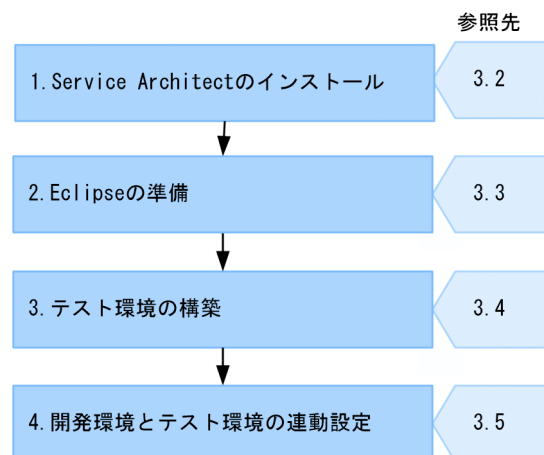 参照先
1.Service Architectのインストール
3.2
2.Eclipseの準備
3.3
3.テスト環境の構築
3.4
4.開発環境とテスト環境の連動設定
3.5